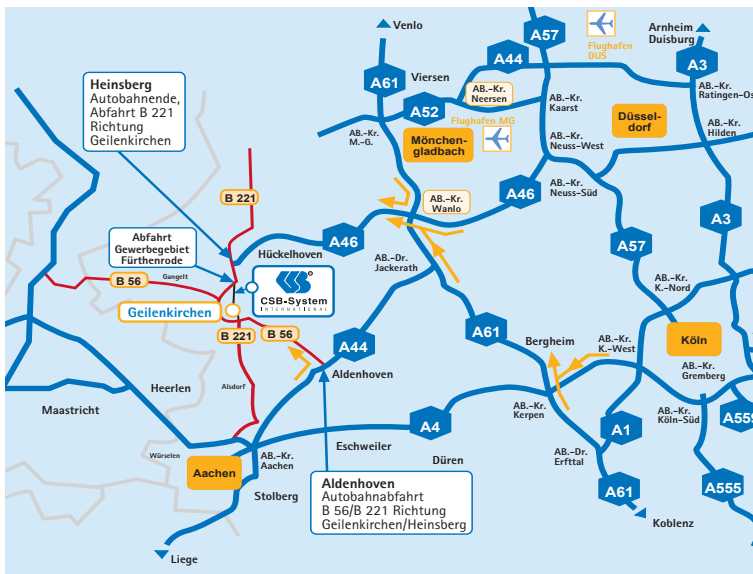 Venlo
A57
Flughafen
DUS
Arnheim
Duisburg
A61
Viersen
A44
A3
AB.-Kr.
Ratingen-Os
Heinsberg
Autobahnende,
Abfahrt B 221
Richtung
Geilenkirchen
A52
AB.-Kr.
Neersen
AB.-Kr.
Kaarst
Flughafen MG
AB.-Kr.
M.-G.
Mönchen-
gladbach
AB.-Kr.
Neuss-West
Düssel-
dorf
AB.-Kr.
Hilden
B 221
AB.-Kr.
Wanlo
A46
AB.-Kr.
Neuss-Süd
A3
Abfahrt
Gewerbegebiet
Fürthenrode
Hückelhoven
A46
A57
AB.-Dr.
Jackerath
B 56
Gangelt
CSB-System
INTERNATIONAL
AB.-Kr.
K.-Nord
Geilenkirchen
B 221
B 56
A44
A61
Bergheim
AB.-Kr.
K.-West
Köln
Aldenhoven
AB.-Kr.
Gremberg
Heerlen
Alsdorf
Maastricht
AB.-Kr.
Kerpen
AB.-Kr.
Köln-Süd
A559
A4
A1
Würselen
AB.-Kr.
Aachen
Eschweiler
Düren
AB.-Dr.
Erfttal
Aachen
Stolberg
Aldenhoven
Autobahnabfahrt
B 56/B 221 Richtung
Geilenkirchen/Heinsberg
A61
A555
Koblenz
Liege